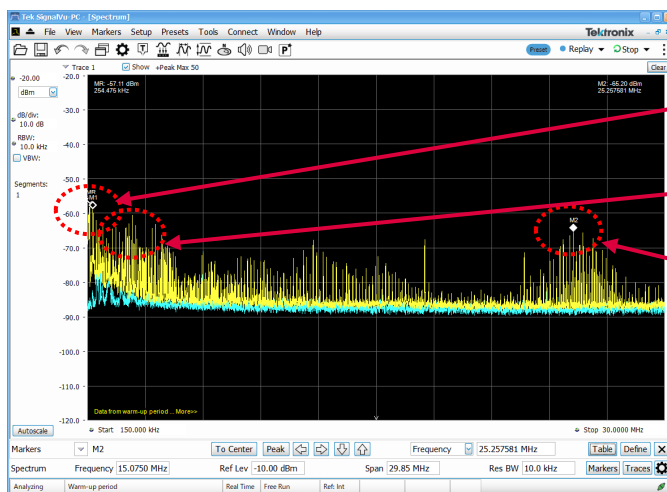 Tek SignalVu-PC - [Spectrum]
File View Markers Setup Presets Tools Connect Window Help
Tektronix
Preset Replay Stop
Trace 1 Show +Peak Max 50 Clear
-20.00
dBm
dB/div:
10.0 dB
RBW:
10.0 kHz
VBW:
Segments:
1
Autoscale
-20.0
-30.0
-40.0
-50.0
-60.0
-70.0
-80.0
-90.0
-100.0
-110.0
-120.0
MR: -57.11 dBm
254.475 kHz
M2: -65.20 dBm
25.257581 MHz
MR
M1
M2
Data from warm-up period ... More>>
Start 150.000 kHz
Stop 30.0000 MHz
Markers M2 To Center Peak Frequency 25.257581 MHz Table Define X
Spectrum Frequency 15.0750 MHz Ref Lev -10.00 dBm Span 29.85 MHz Res BW 10.0 kHz Markers Traces
Analyzing Warm-up period Real Time Free Run Ref: Int